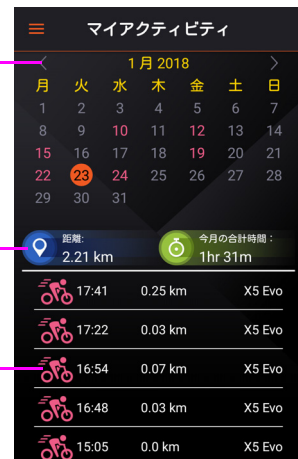 マイアクティビティ
1月 2018
月 火 水 木 金 土 日
1 2 3 4 5 6 7
8 9 10 11 12 13 14
15 16 17 18 19 20 21
22 23 24 25 26 27 28
29 30 31
距離:
2.21 km
今月の合計時間：
1hr 31m
17:41 0.25 km X5 Evo
17:22 0.03 km X5 Evo
16:54 0.07 km X5 Evo
16:48 0.03 km X5 Evo
15:05 0.0 km X5 Evo